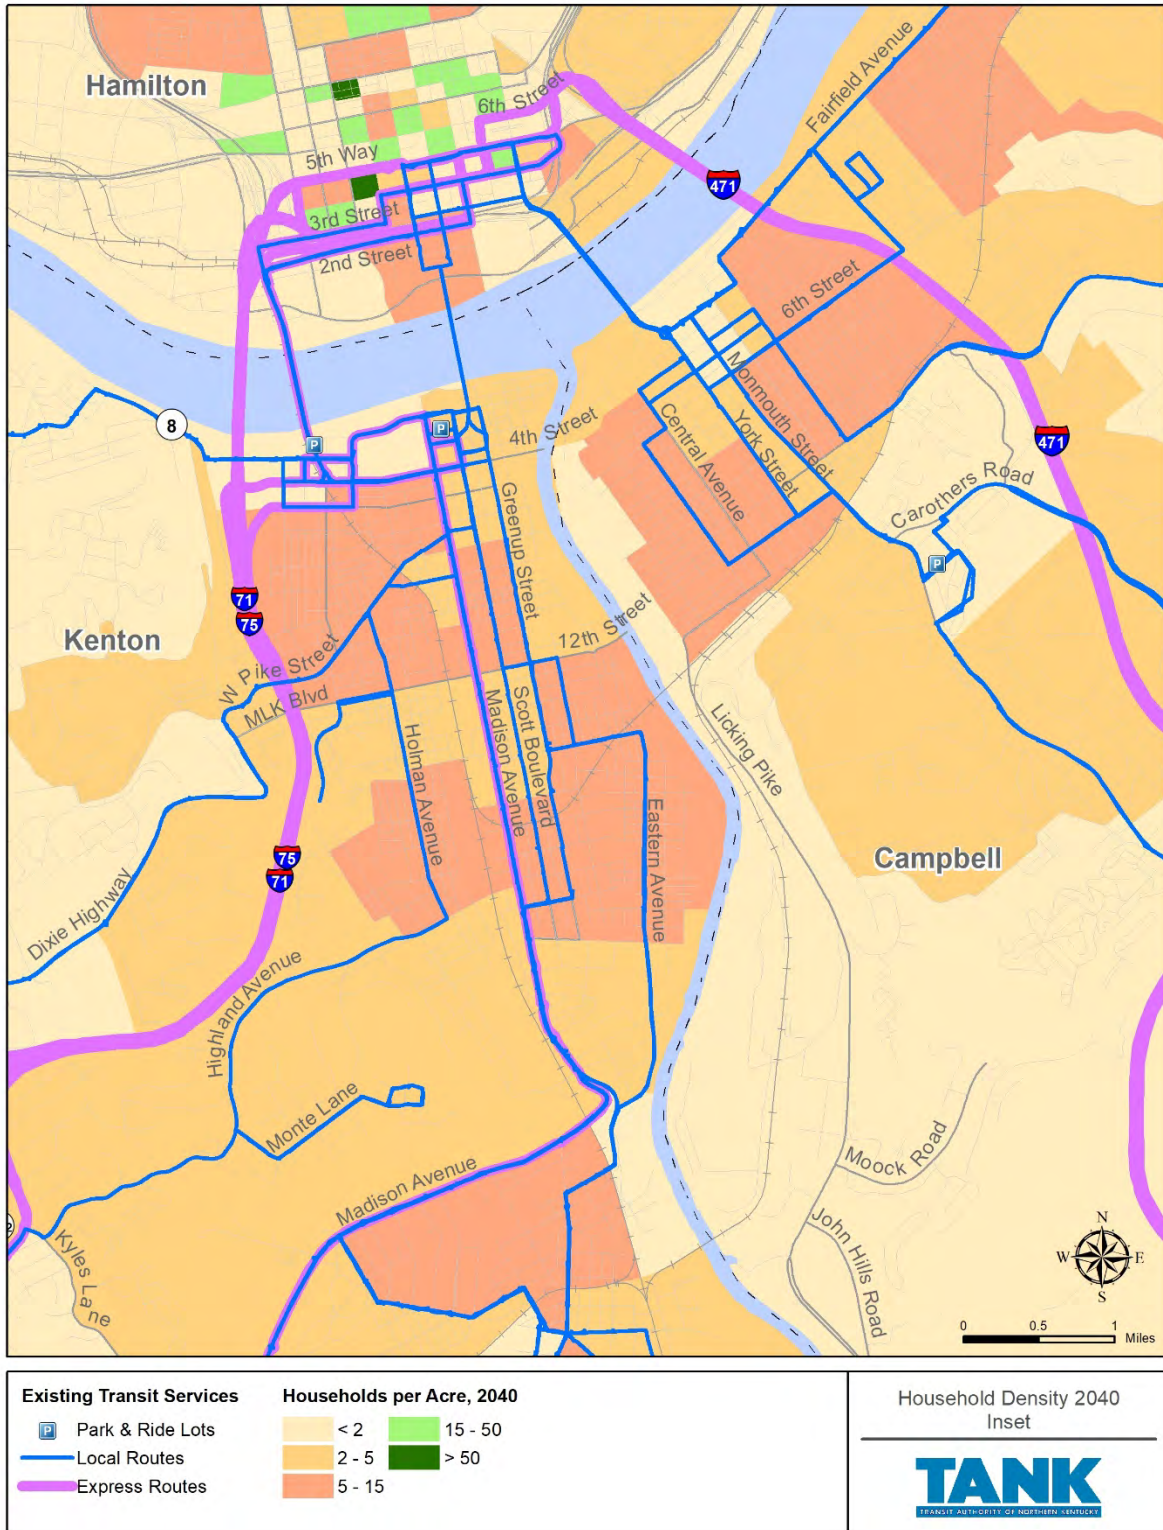 Hamilton
Fairfield Avenue
6th Street
5th Way
471
3rd Street
2nd Street
6th Street
8
P
P
4th Street
Monmouth Street
York Street
Central Avenue
471
Carothers Road
P
Greenup Street
71
75
Kenton
12th Street
W Pike Street
MLK Blvd
Scott Boulevard
Madison Avenue
Holman Avenue
Licking Pike
Eastern Avenue
75
71
Campbell
Dixie Highway
Highland Avenue
Monte Lane
Moock Road
Madison Avenue
John Hills Road
Kyles Lane
N
W E
S
0 0.5 1
Miles
Existing Transit Services
P Park & Ride Lots
Local Routes
Express Routes
Households per Acre, 2040
< 2
2 - 5
5 - 15
15 - 50
> 50
Household Density 2040
Inset
TANK
TRANSIT AUTHORITY OF NORTHERN KENTUCKY